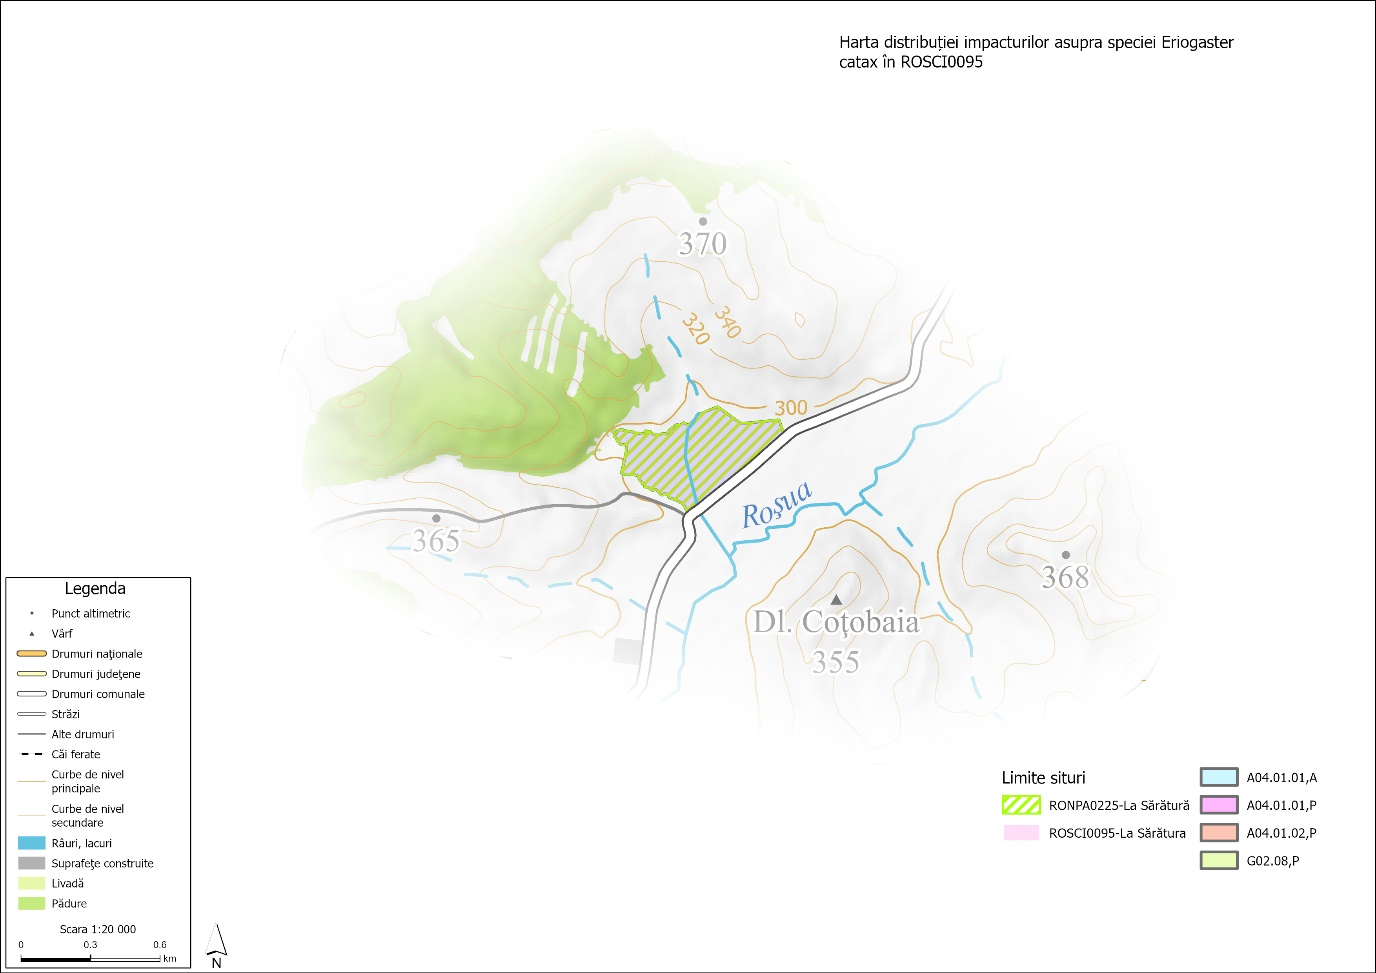 Harta distribuției impacturilor asupra speciei Eriogaster
catax în ROSCI0095
370
340
320
300
Roșua
365
368
Dl. Coțobaia
355
Legenda
Punct altimetric
Vârf
Drumuri naționale
Drumuri județene
Drumuri comunale
Străzi
Alte drumuri
Căi ferate
Curbe de nivel
principale
Curbe de nivel
secundare
Râuri, lacuri
Suprafețe construite
Livadă
Pădure
Scara 1:20 000
0 0.3 0.6
km
N
Limite situri
RONPA0225-La Sărătură
ROSCI0095-La Sărătura
A04.01.01,A
A04.01.01,P
A04.01.02,P
G02.08,P